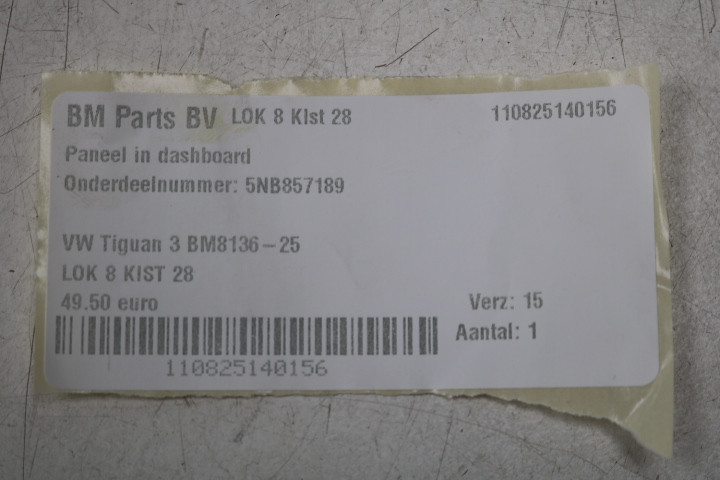 BM Parts BV LOK 8 KIst 28 110825140156
Paneel in dashboard
Onderdeelnummer: 5NB857189
VW Tiguan 3 BM8136-25
LOK 8 KIST 28
49.50 euro Verz: 15
Aantal: 1
110825140156